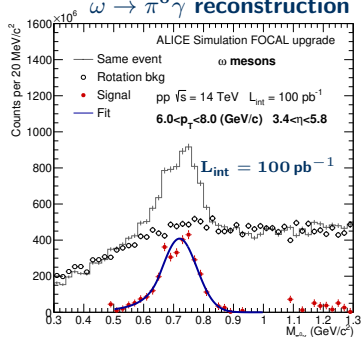 ω → π⁰γ reconstruction
×10⁶
Counts per 20 MeV/c²
1800
1600
1400
1200
1000
800
600
400
200
0
ALICE Simulation FOCAL upgrade
Same event
ω mesons
Rotation bkg
Signal
pp √s = 14 TeV L_int = 100 pb⁻¹
Fit
6.0<p_T<8.0 (GeV/c) 3.4<η<5.8
L_int = 100 pb⁻¹
0.3 0.4 0.5 0.6 0.7 0.8 0.9 1 1.1 1.2 1.3
(GeV/c²)